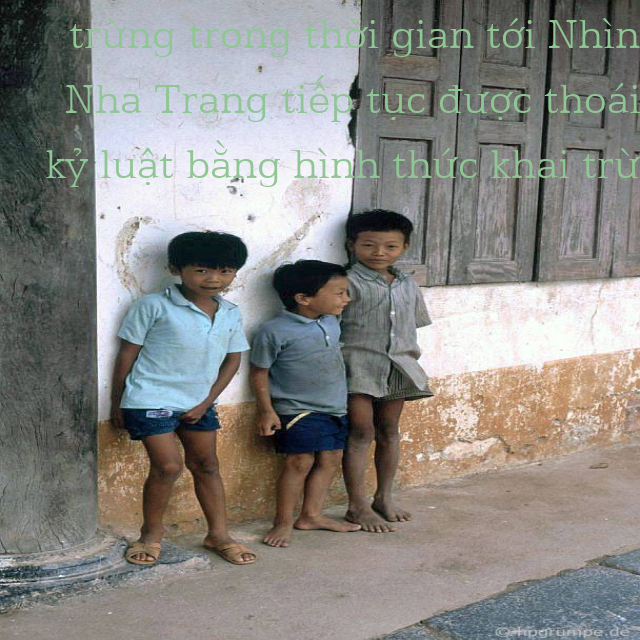 trùng trong thời gian tới Nhìn
Nha Trang tiếp tục được thoái
kỷ luật bằng hình thức khai trừ
©hpgrumpe.de